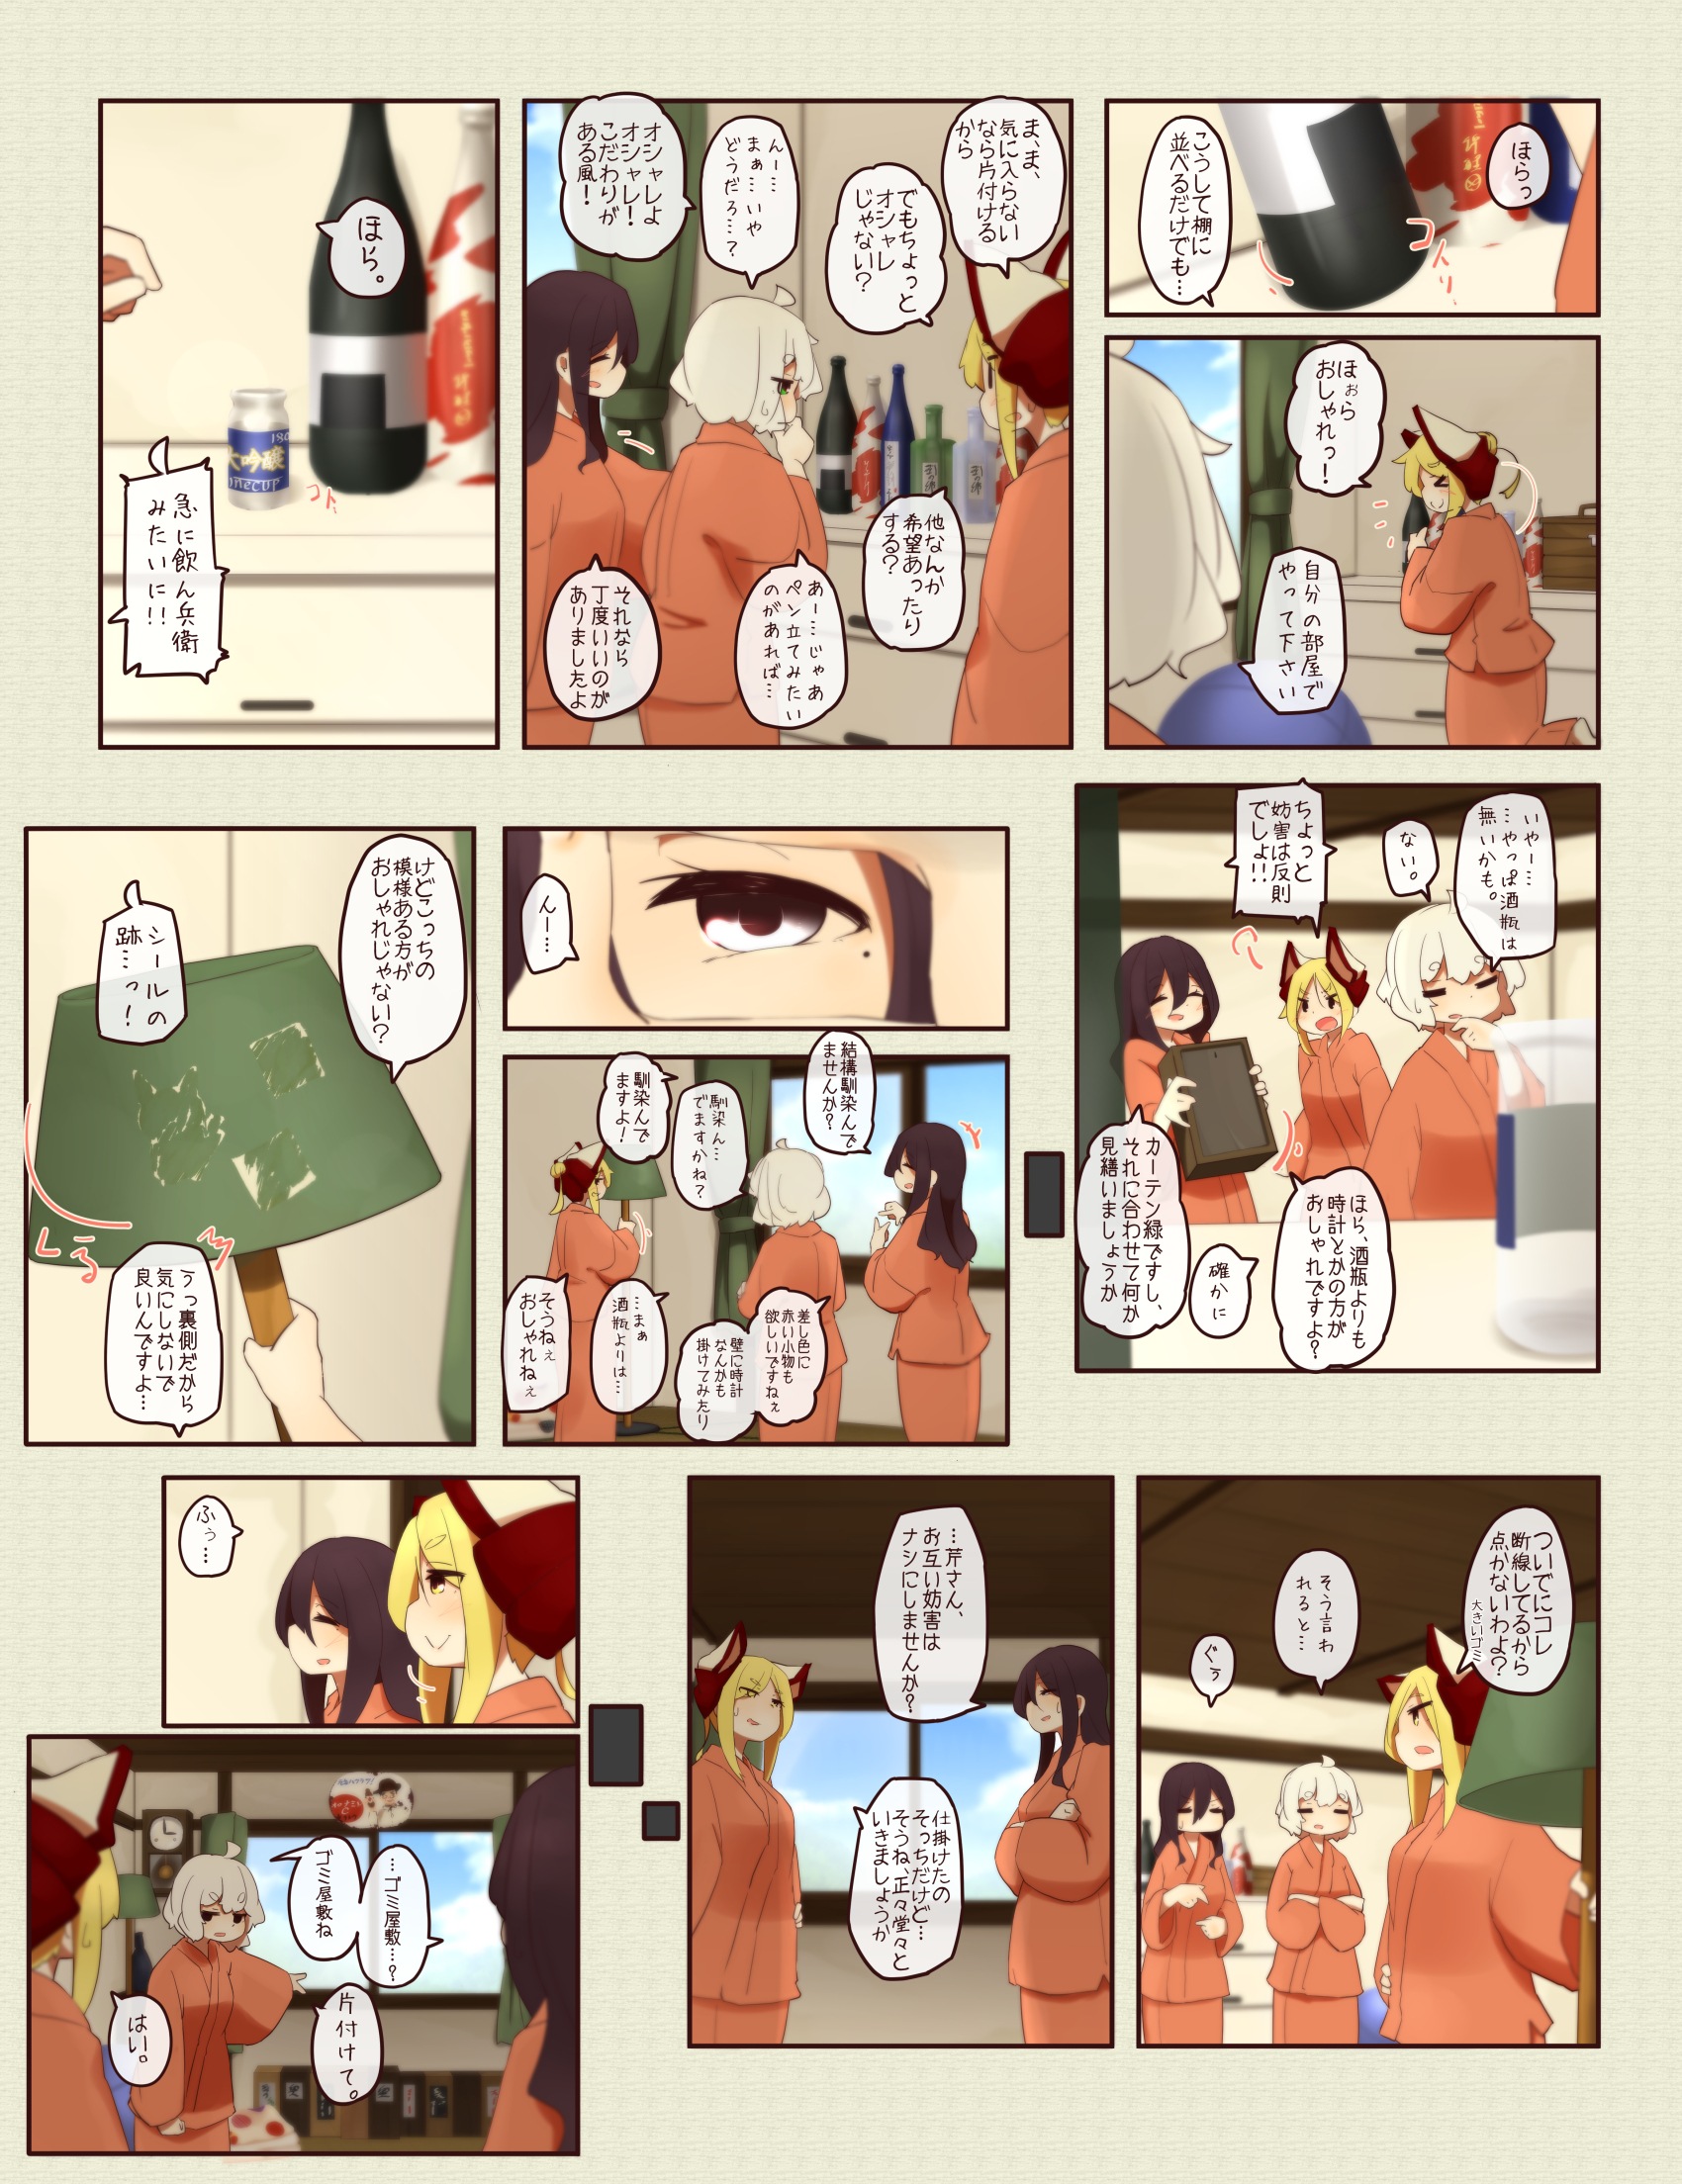 ほらっ
こうして棚に
並べるだけでも…
コトリ
ほぉら
おしゃれっ！
自分の部屋で
やって下さい
ま、ま、
気に入らない
なら片付ける
から
でもちょっと
オシャレ
じゃない？
んー…
まぁ…いや
どうだろ…？
オシャレよ
オシャレ！
こだわりが
ある風！
他なんか
希望あったり
する？
あー…じゃあ
ペン立てみたい
のがあれば…
それなら
丁度いいのが
ありましたよ
ほら。
180
大吟醸
onecup
コト
急に飲ん兵衛
みたいに!!
いやー…
…やっぱ酒瓶は
無いかも。
ない。
ちょっと
妨害は反則
でしょ!!
ほら、酒瓶よりも
時計とかの方が
おしゃれですよ？
確かに
カーテン緑ですし、
それに合わせて何か
見繕いましょうか
んー…
結構馴染んで
ませんか？
馴染ん…
でますかね？
馴染んで
ますよ！
差し色に
赤い小物も
欲しいですねぇ
壁に時計
なんかも
掛けてみたり
…まぁ
酒瓶よりは…
そうねぇ
おしゃれねぇ
けどこっちの
模様ある方が
おしゃれじゃない？
シールの
跡…っ！
くるっ
うっ裏側だから
気にしないで
良いんですよ…
ついでにコレ
断線してるから
点かないわよ？
大きいゴミ
そう言わ
れると…
ぐぅ
…芹さん、
お互い妨害は
ナシにしませんか？
仕掛けたの
そっちだけど…
そうね、正々堂々と
いきましょうか
ふぅ…
…ゴミ屋敷…？
ゴミ屋敷ね
片付けて。
はい。